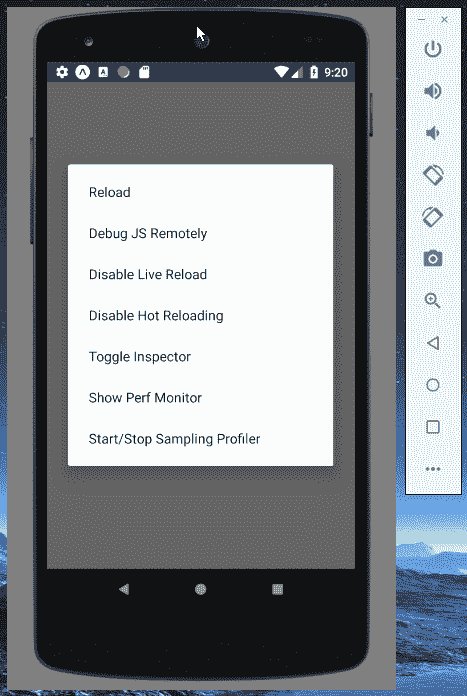 9:20
Reload
Debug JS Remotely
Disable Live Reload
Disable Hot Reloading
Toggle Inspector
Show Perf Monitor
Start/Stop Sampling Profiler